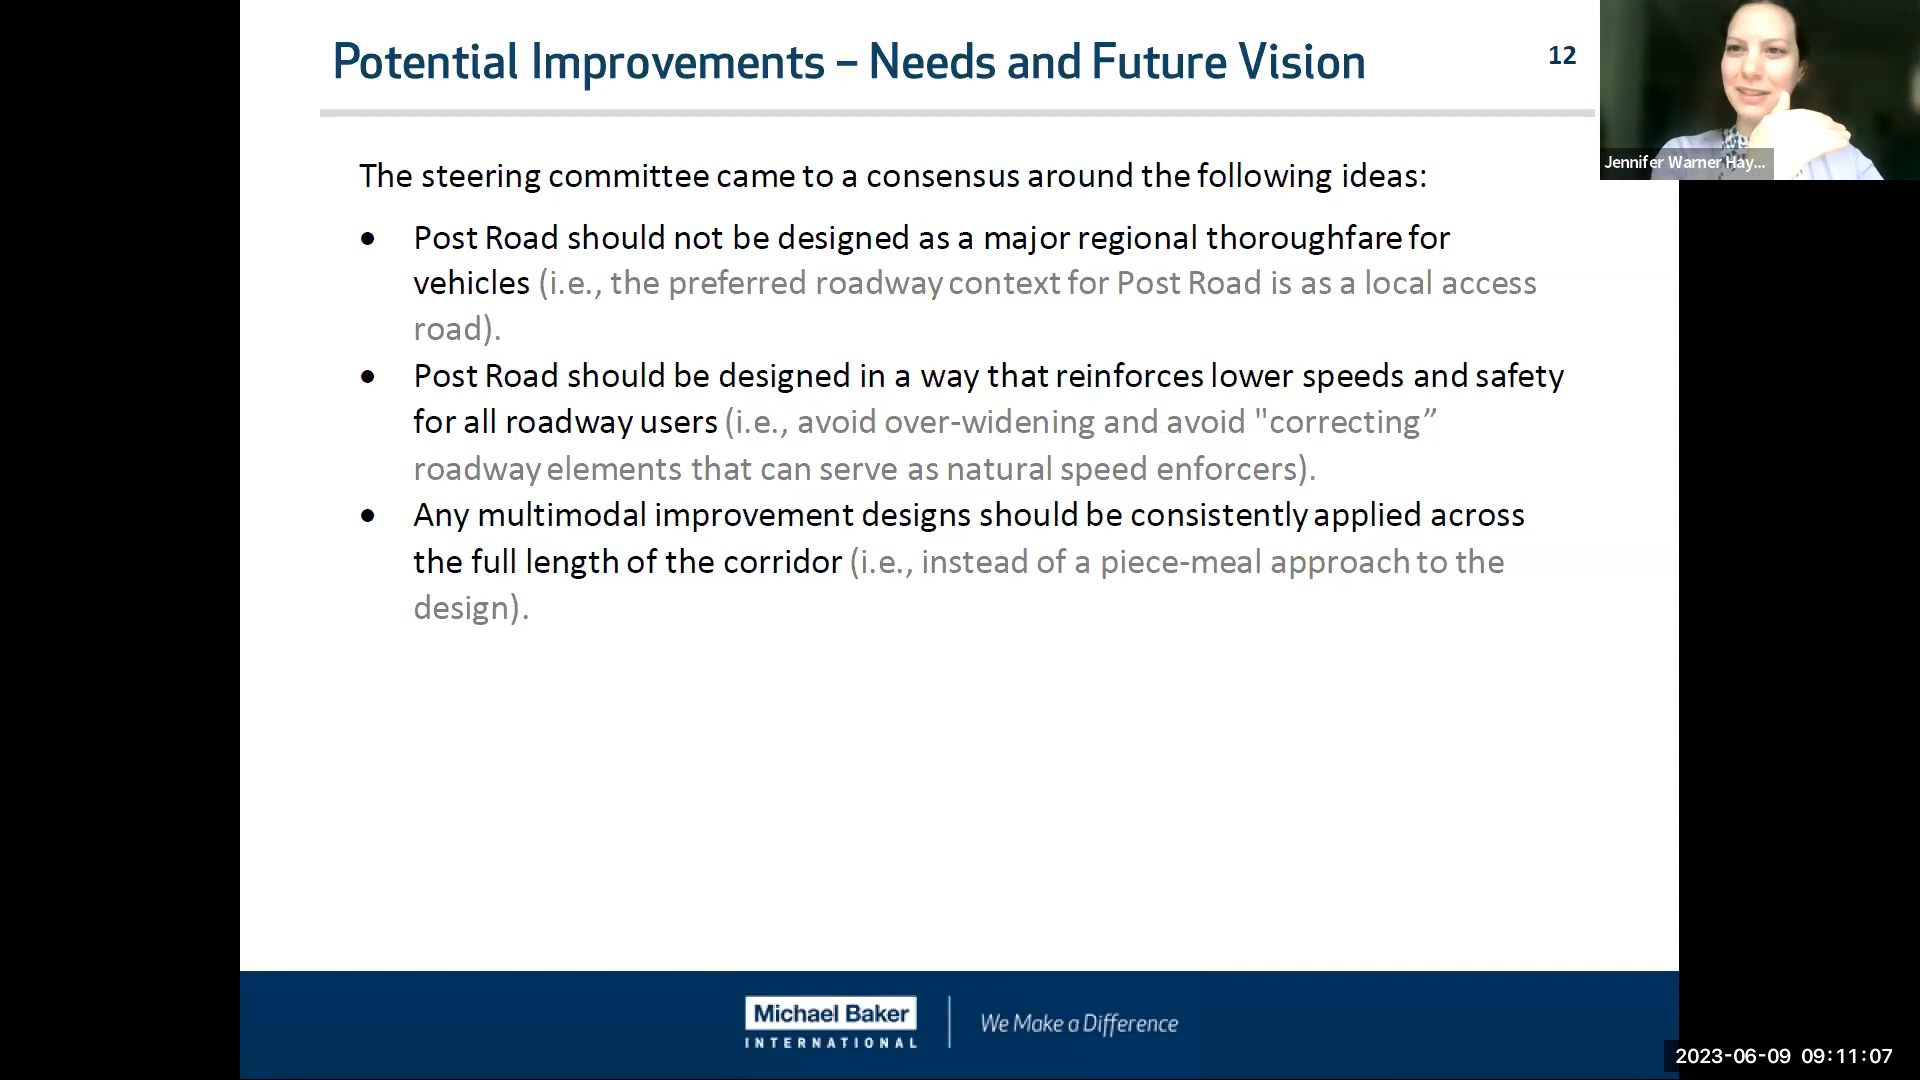 Potential Improvements – Needs and Future Vision
12
Jennifer Warner Hay...
The steering committee came to a consensus around the following ideas:
• Post Road should not be designed as a major regional thoroughfare for
vehicles (i.e., the preferred roadway context for Post Road is as a local access
road).
• Post Road should be designed in a way that reinforces lower speeds and safety
for all roadway users (i.e., avoid over-widening and avoid "correcting”
roadway elements that can serve as natural speed enforcers).
• Any multimodal improvement designs should be consistently applied across
the full length of the corridor (i.e., instead of a piece-meal approach to the
design).
Michael Baker
INTERNATIONAL
We Make a Difference
2023-06-09 09:11:07